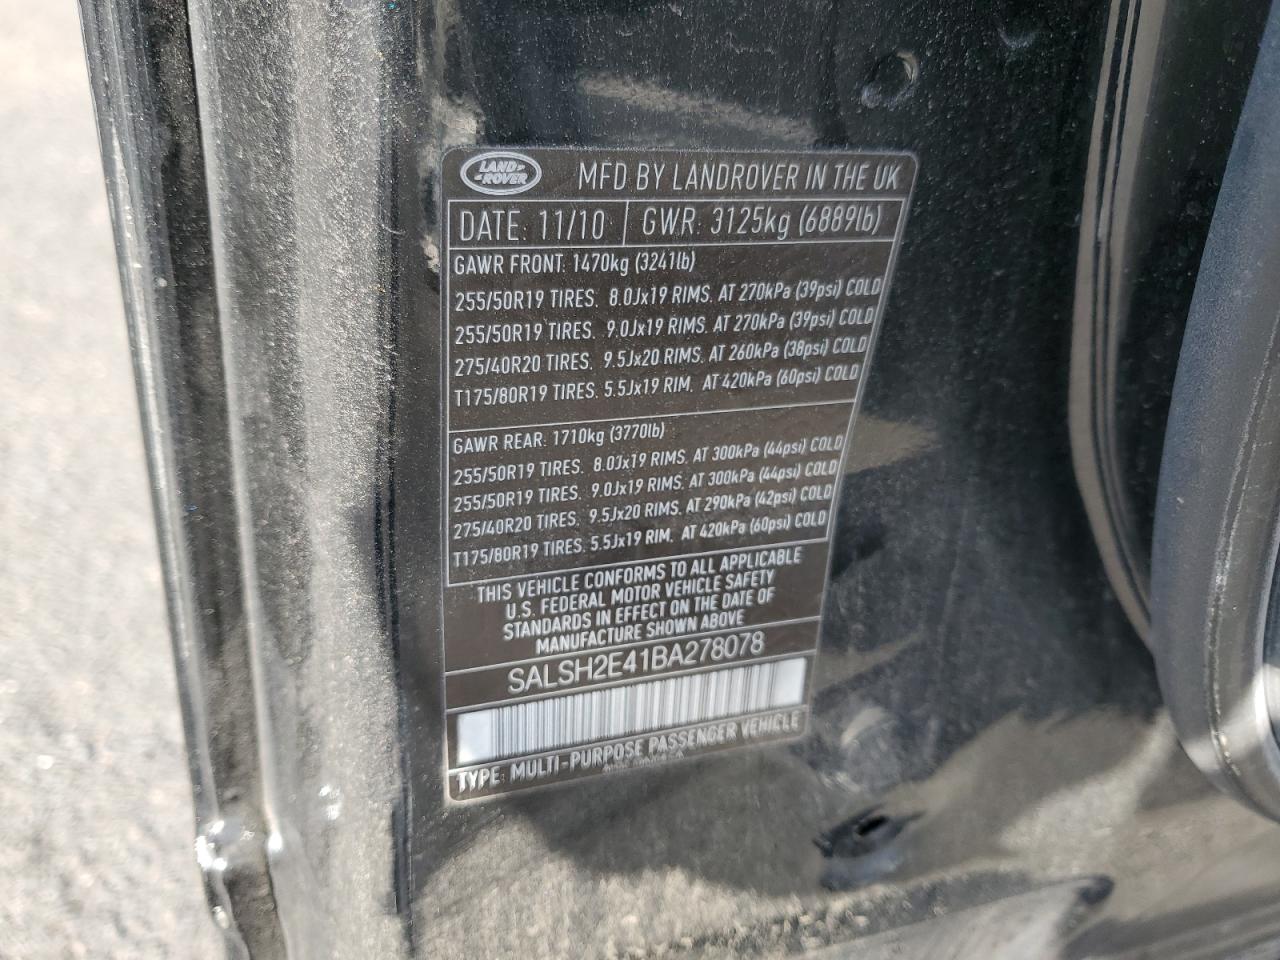 LAND ROVER
MFD BY LANDROVER IN THE UK
DATE: 11/10 GWR: 3125kg (6889lb)
GAWR FRONT: 1470kg (3241lb)
255/50R19 TIRES. 8.0Jx19 RIMS. AT 270kPa (39psi) COLD
255/50R19 TIRES. 9.0Jx19 RIMS. AT 270kPa (39psi) COLD
275/40R20 TIRES. 9.5Jx20 RIMS. AT 260kPa (38psi) COLD
T175/80R19 TIRES. 5.5Jx19 RIM. AT 420kPa (60psi) COLD
GAWR REAR: 1710kg (3770lb)
255/50R19 TIRES. 8.0Jx19 RIMS. AT 300kPa (44psi) COLD
255/50R19 TIRES. 9.0Jx19 RIMS. AT 300kPa (44psi) COLD
275/40R20 TIRES. 9.5Jx20 RIMS. AT 290kPa (42psi) COLD
T175/80R19 TIRES. 5.5Jx19 RIM. AT 420kPa (60psi) COLD
THIS VEHICLE CONFORMS TO ALL APPLICABLE
U.S. FEDERAL MOTOR VEHICLE SAFETY
STANDARDS IN EFFECT ON THE DATE OF
MANUFACTURE SHOWN ABOVE
SALSH2E41BA278078
TYPE: MULTI-PURPOSE PASSENGER VEHICLE